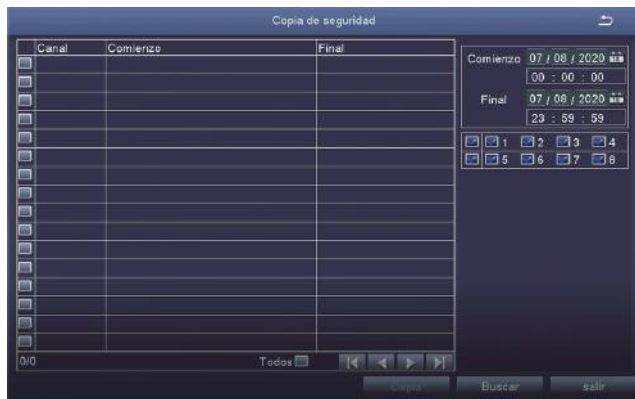 Copia de seguridad
Canal Comienzo Final
Comienzo 07 / 08 / 2020
00 : 00 : 00
Final 07 / 08 / 2020
23 : 59 : 59
1 2 3 4
5 6 7 8
0/0 Todos
Copia Buscar salir